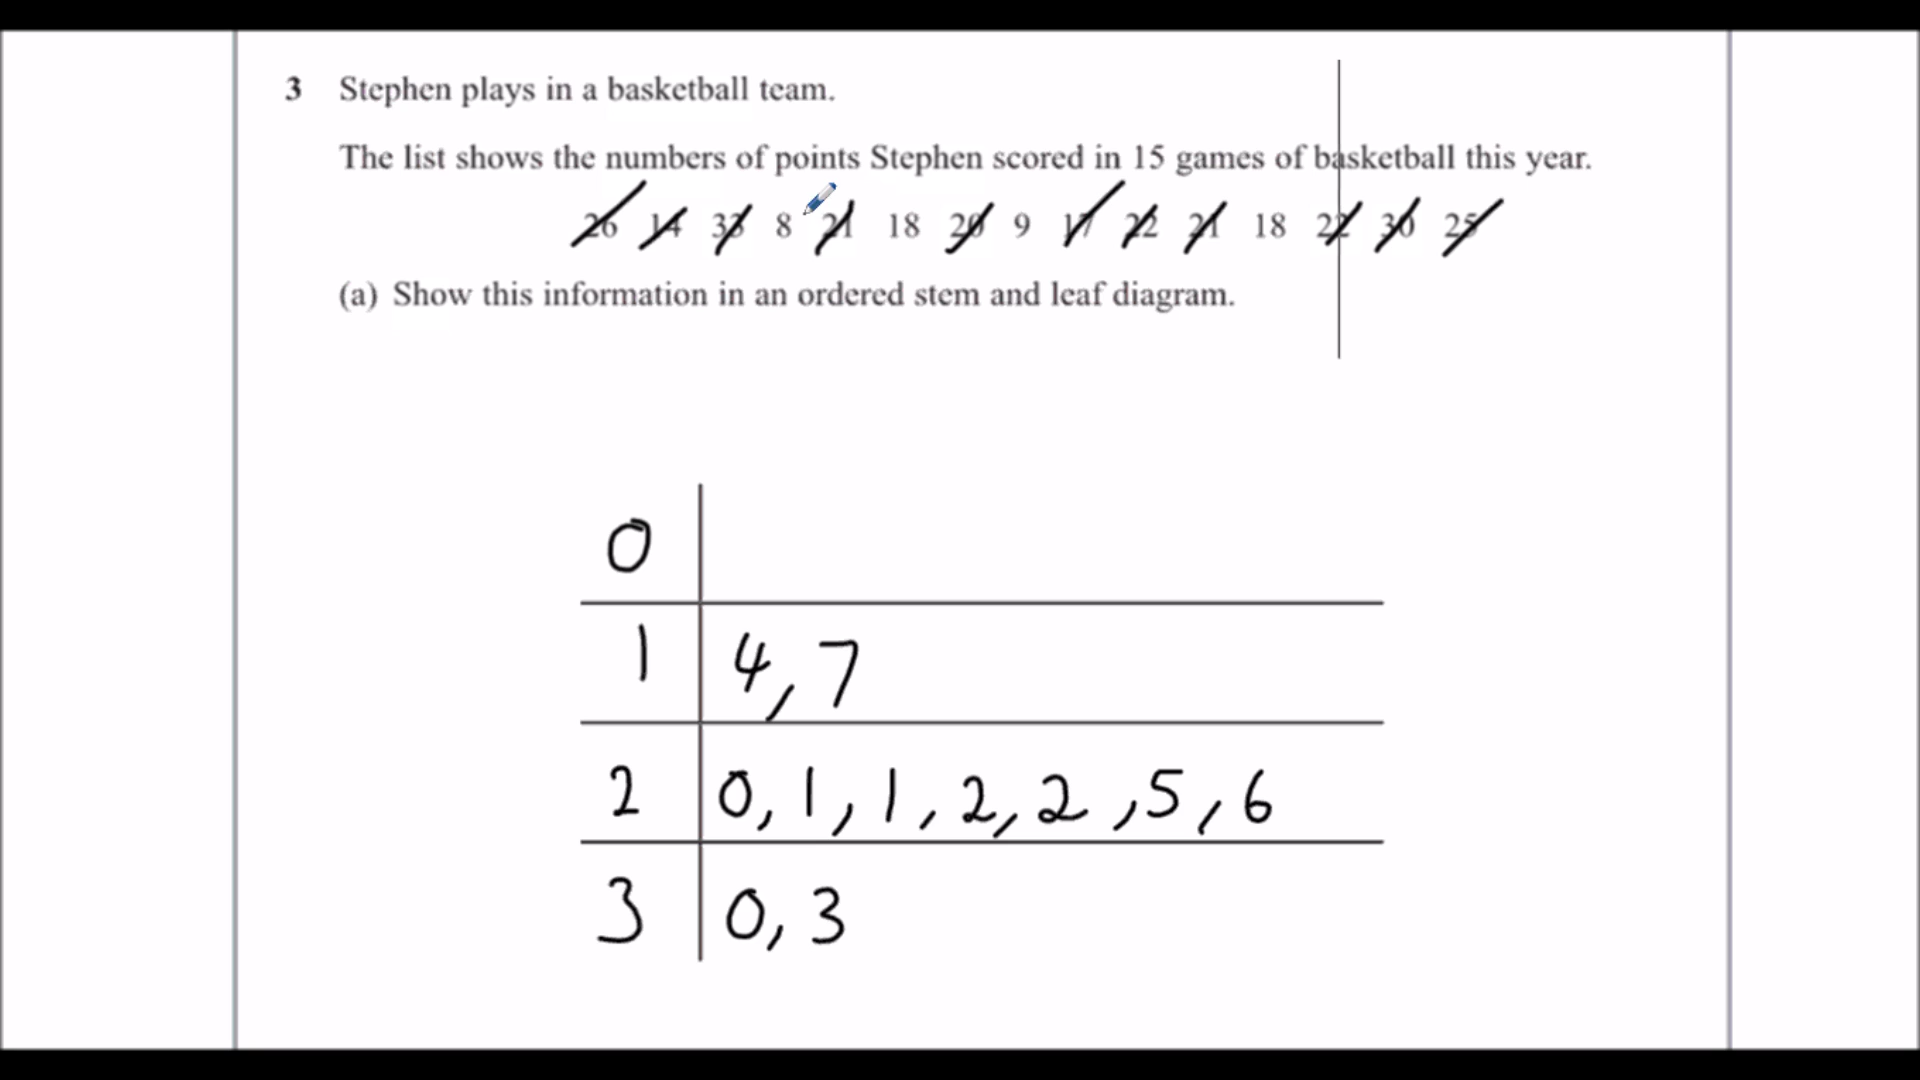 3 Stephen plays in a basketball team.
The list shows the numbers of points Stephen scored in 15 games of basketball this year.
26 14 33 8 21 18 20 9 17 22 21 18 22 30 25
(a) Show this information in an ordered stem and leaf diagram.
0
1 4, 7
2 0, 1, 1, 2, 2, 5, 6
3 0, 3